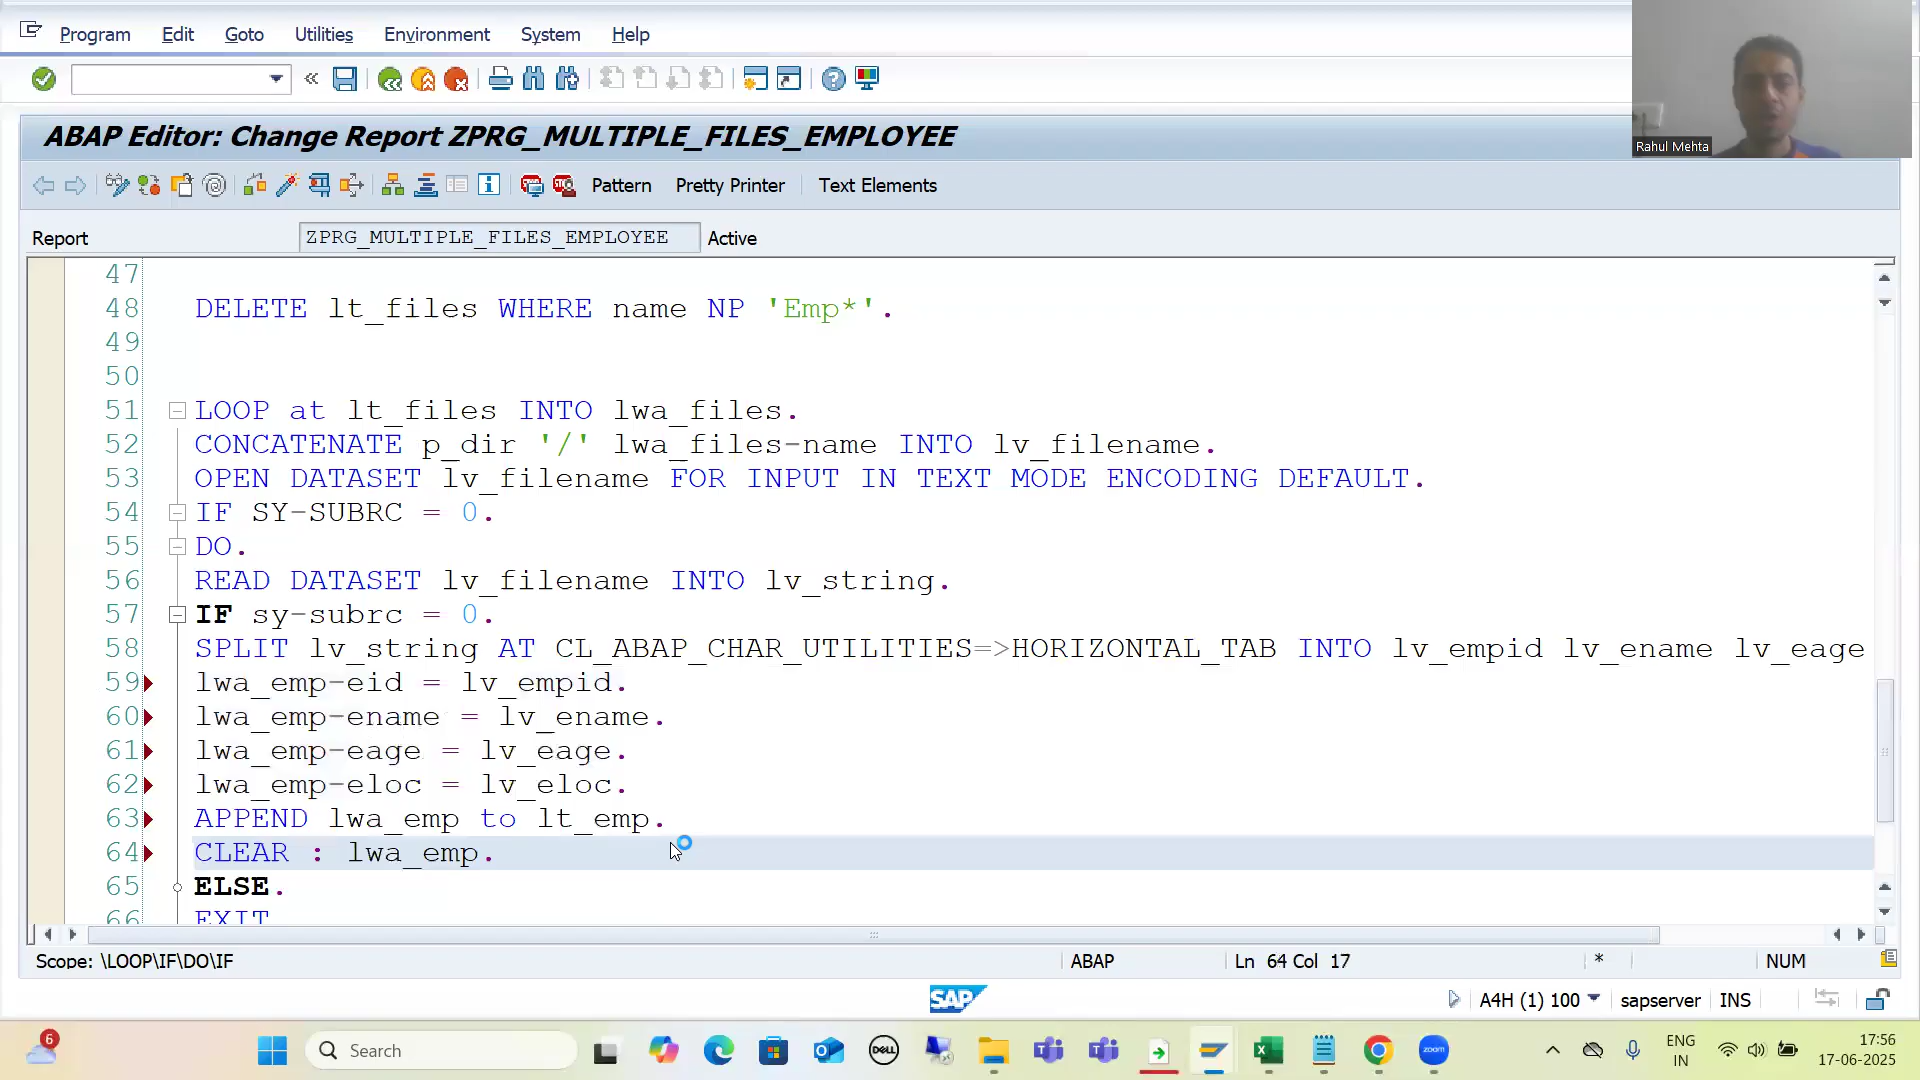 Program Edit Goto Utilities Environment System Help
ABAP Editor: Change Report ZPRG_MULTIPLE_FILES_EMPLOYEE
Rahul Mehta
Pattern Pretty Printer Text Elements
Report ZPRG_MULTIPLE_FILES_EMPLOYEE Active
47
48 DELETE lt_files WHERE name NP 'Emp*'.
49
50
51 LOOP at lt_files INTO lwa_files.
52 CONCATENATE p_dir '/' lwa_files-name INTO lv_filename.
53 OPEN DATASET lv_filename FOR INPUT IN TEXT MODE ENCODING DEFAULT.
54 IF SY-SUBRC = 0.
55 DO.
56 READ DATASET lv_filename INTO lv_string.
57 IF sy-subrc = 0.
58 SPLIT lv_string AT CL_ABAP_CHAR_UTILITIES=>HORIZONTAL_TAB INTO lv_empid lv_ename lv_eage
59 lwa_emp-eid = lv_empid.
60 lwa_emp-ename = lv_ename.
61 lwa_emp-eage = lv_eage.
62 lwa_emp-eloc = lv_eloc.
63 APPEND lwa_emp to lt_emp.
64 CLEAR : lwa_emp.
65 ELSE.
66 EXIT
Scope: \LOOP\IF\DO\IF ABAP Ln 64 Col 17 * NUM
SAP A4H (1) 100 sapserver INS
6 Search DELL zoom ENG IN 17:56 17-06-2025